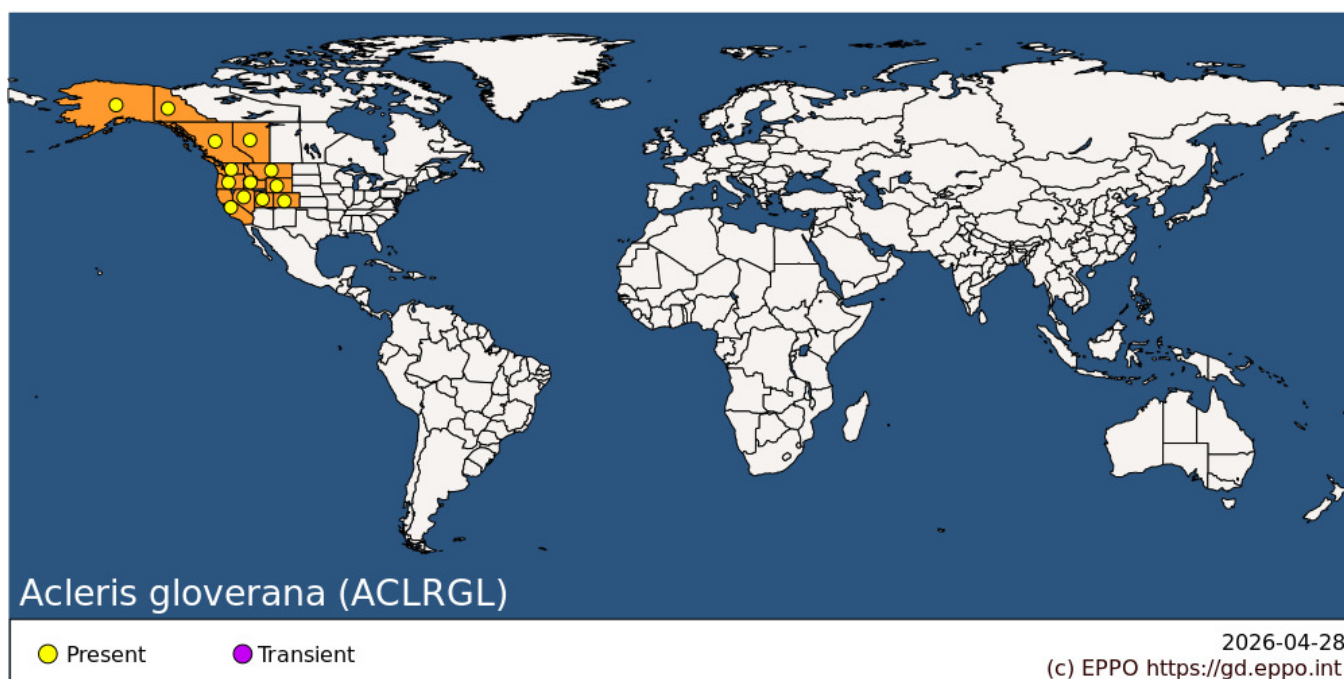 Acleris gloverana (ACLRGL)
Present
Transient
2026-04-28
(c) EPPO https://gd.eppo.int